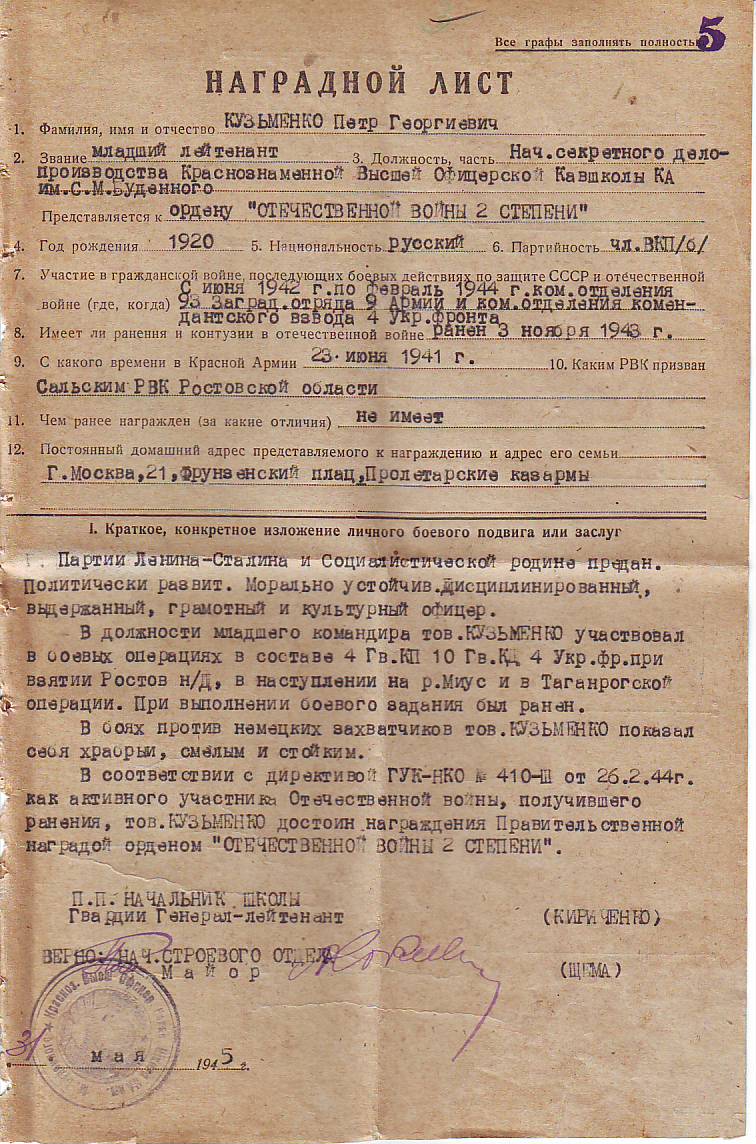 Все графы заполнять полностью 5
НАГРАДНОЙ ЛИСТ
1. Фамилия, имя и отчество КУЗЬМЕНКО Петр Георгиевич
2. Звание младший лейтенант 3. Должность, часть Нач.секретного дело-
производства Краснознаменной Высшей Офицерской Кавшколы КА
им.С.М.Буденного
Представляется к ордену "ОТЕЧЕСТВЕННОЙ ВОЙНЫ 2 СТЕПЕНИ"
4. Год рождения 1920 5. Национальность русский 6. Партийность чл.ВКП/б/
7. Участие в гражданской войне, последующих боевых действиях по защите СССР и отечественной
С июня 1942 г.по февраль 1944 г.ком.отделения
войне (где, когда) 93 Заград.отряда 9 Армии и ком.отделения комен-
дантского взвода 4 Укр.фронта
8. Имеет ли ранения и контузии в отечественной войне ранен 3 ноября 1943 г.
9. С какого времени в Красной Армии 23 июня 1941 г. 10. Каким РВК призван
Сальским РВК Ростовской области
11. Чем ранее награжден (за какие отличия) не имеет
12. Постоянный домашний адрес представляемого к награждению и адрес его семьи
Г.Москва,21,Фрунзенский плац,Пролетарские казармы
I. Краткое, конкретное изложение личного боевого подвига или заслуг
Партии Ленина-Сталина и Социалистической родине предан.
Политически развит. Морально устойчив.дисциплинированный,
выдержанный, грамотный и культурный офицер.
В должности младшего командира тов.КУЗЬМЕНКО участвовал
в боевых операциях в составе 4 Гв.КП 10 Гв.КД 4 Укр.фр.при
взятии Ростов н/Д, в наступлении на р.Миус и в Таганрогской
операции. При выполнении боевого задания был ранен.
В боях против немецких захватчиков тов.КУЗЬМЕНКО показал
себя храбрым, смелым и стойким.
В соответствии с директивой ГУК-НКО № 410-Ш от 26.2.44г.
как активного участника Отечественной войны, получившего
ранения, тов.КУЗЬМЕНКО достоин награждения Правительственной
наградой орденом "ОТЕЧЕСТВЕННОЙ ВОЙНЫ 2 СТЕПЕНИ".
П.П. НАЧАЛЬНИК ШКОЛЫ
Гвардии Генерал-лейтенант (КИРИЧЕНКО)
ВЕРНО: НАЧ.СТРОЕВОГО ОТДЕЛА
Майор (ЩЕМА)
31 мая 1945 г.